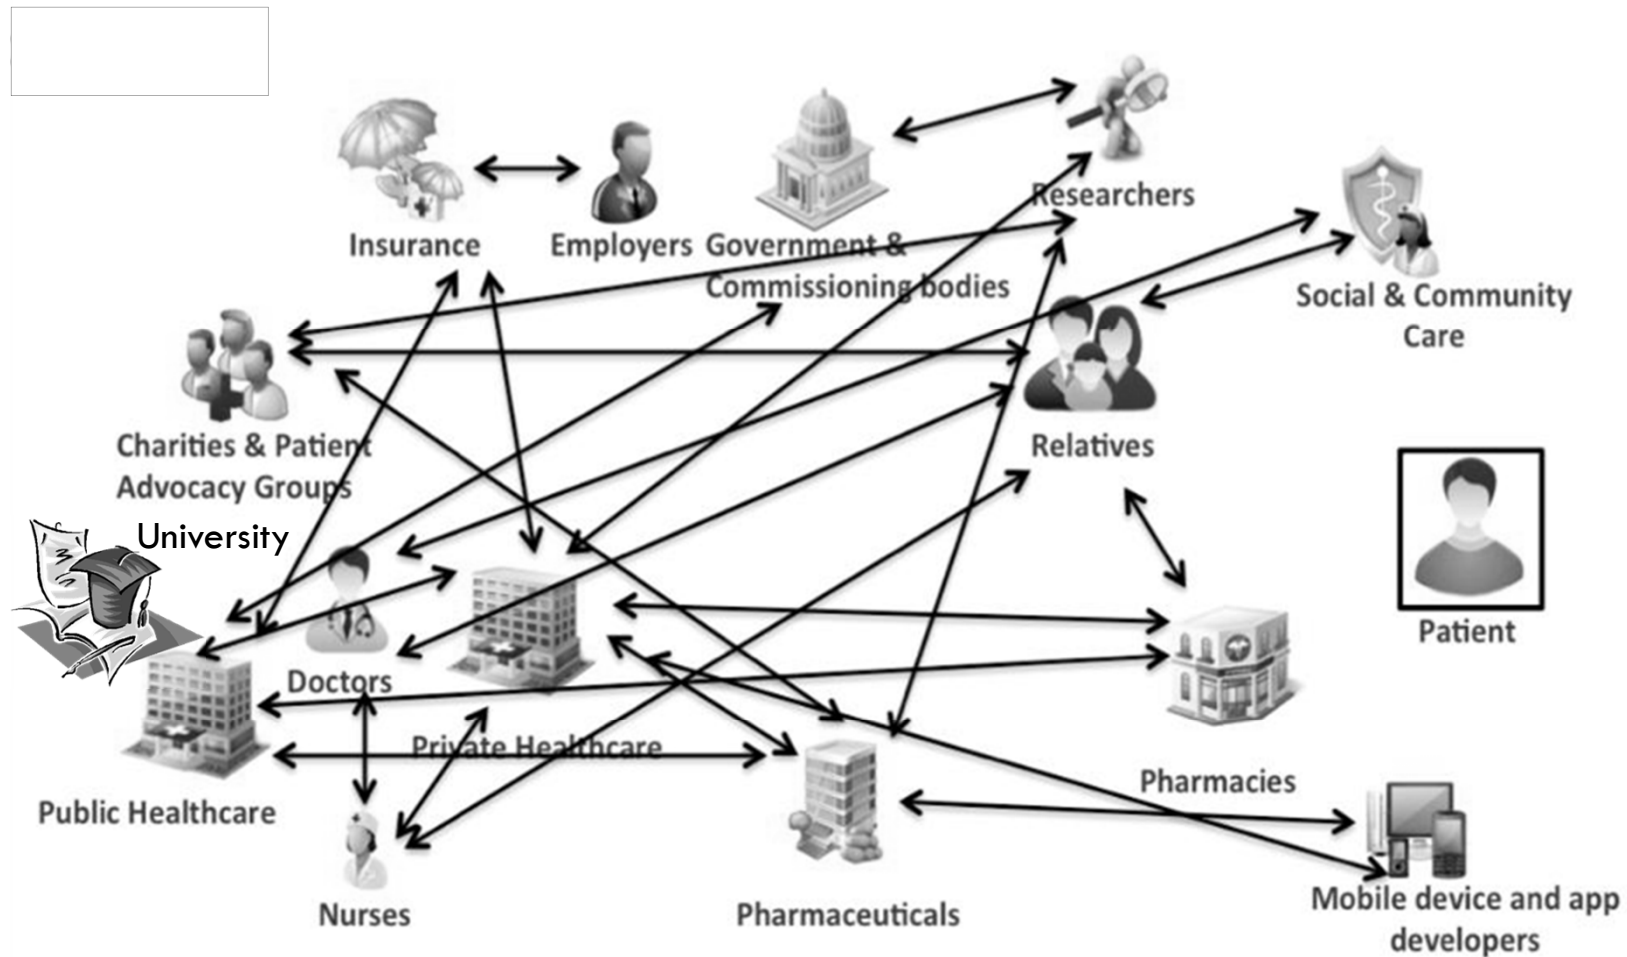 Researchers
Insurance
Employers
Government &
Commissioning bodies
Social & Community
Care
Charities & Patient
Advocacy Groups
Relatives
University
Patient
Doctors
Private Healthcare
Pharmacies
Public Healthcare
Nurses
Pharmaceuticals
Mobile device and app
developers